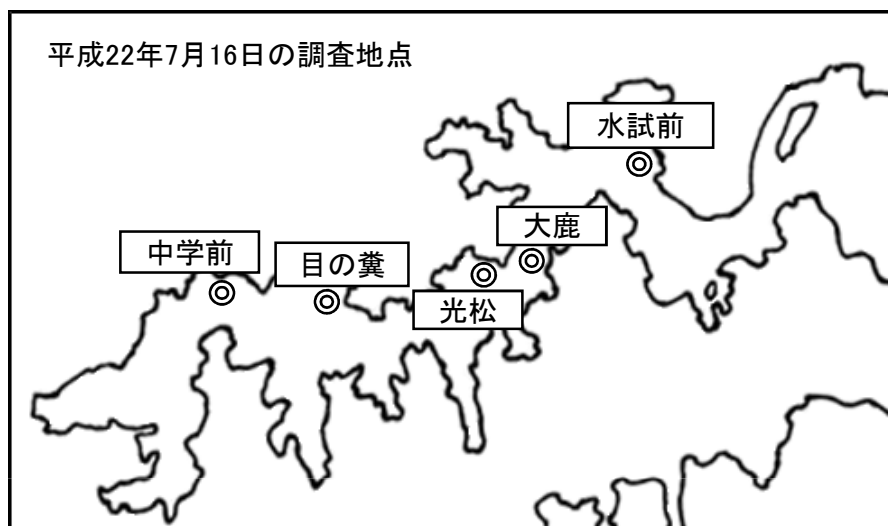 平成22年7月16日の調査地点
水試前
大鹿
中学前
目の糞
光松